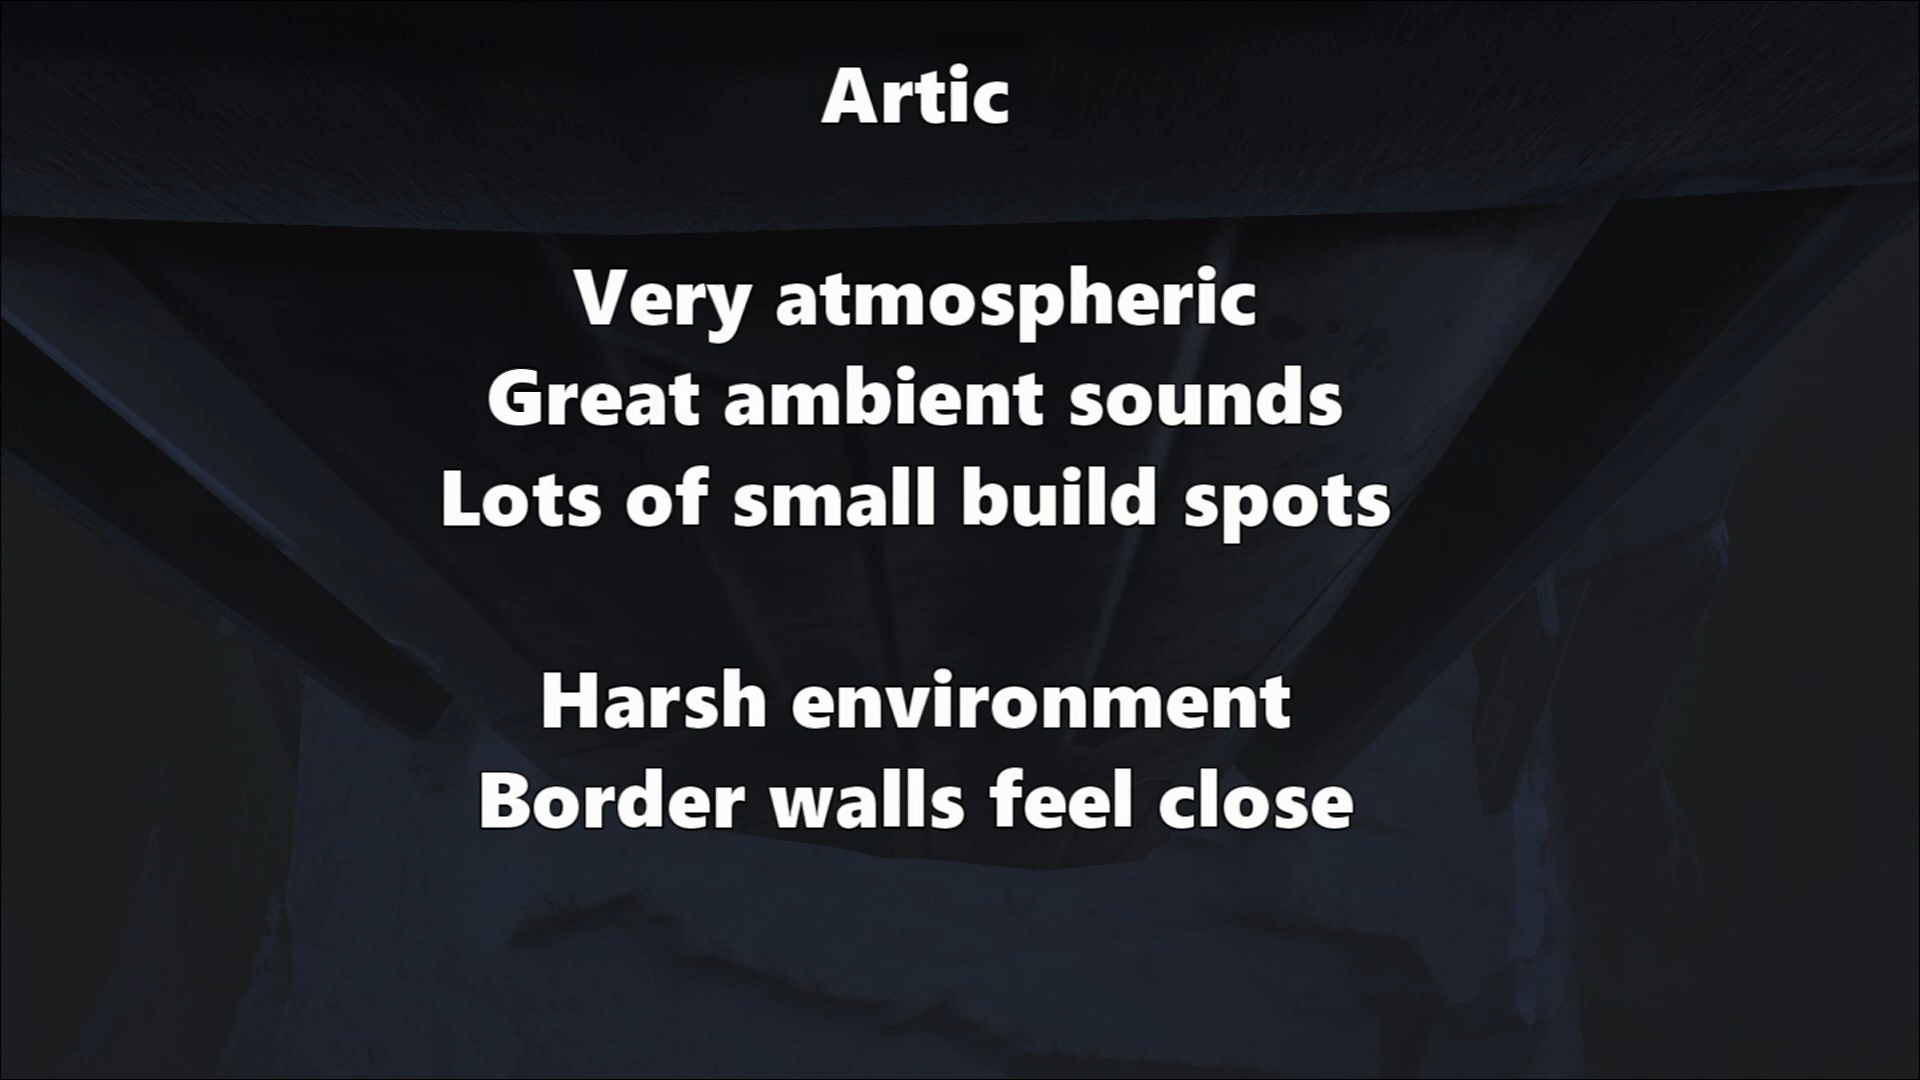 Artic
Very atmospheric
Great ambient sounds
Lots of small build spots
Harsh environment
Border walls feel close